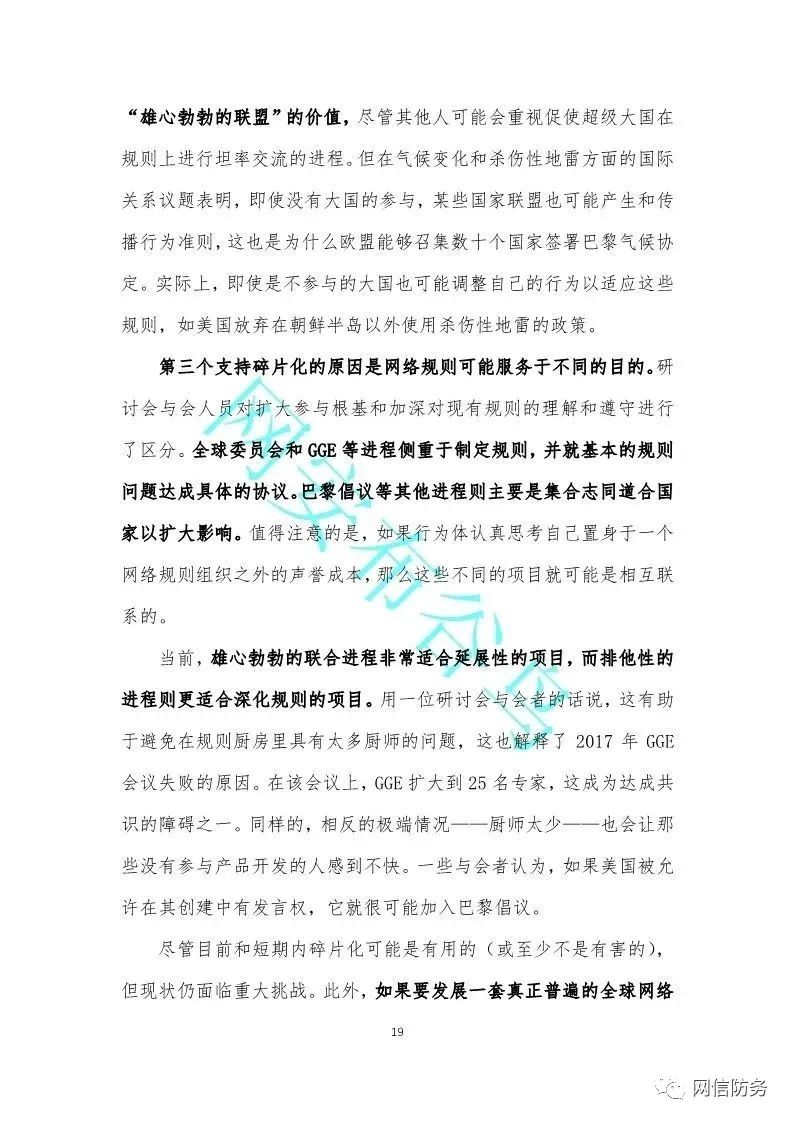 “雄心勃勃的联盟”的价值，尽管其他人可能会重视促使超级大国在
规则上进行坦率交流的进程。但在气候变化和杀伤性地雷方面的国际
关系议题表明，即使没有大国的参与，某些国家联盟也可能产生和传
播行为准则，这也是为什么欧盟能够召集数十个国家签署巴黎气候协
定。实际上，即使是不参与的大国也可能调整自己的行为以适应这些
规则，如美国放弃在朝鲜半岛以外使用杀伤性地雷的政策。
第三个支持碎片化的原因是网络规则可能服务于不同的目的。研
讨会与会人员对扩大参与根基和加深对现有规则的理解和遵守进行
了区分。全球委员会和 GGE 等进程侧重于制定规则，并就基本的规则
问题达成具体的协议。巴黎倡议等其他进程则主要是集合志同道合国
家以扩大影响。值得注意的是，如果行为体认真思考自己置身于一个
网络规则组织之外的声誉成本，那么这些不同的项目就可能是相互联
系的。
当前，雄心勃勃的联合进程非常适合延展性的项目，而排他性的
进程则更适合深化规则的项目。用一位研讨会与会者的话说，这有助
于避免在规则厨房里具有太多厨师的问题，这也解释了 2017 年 GGE
会议失败的原因。在该会议上，GGE 扩大到 25 名专家，这成为达成共
识的障碍之一。同样的，相反的极端情况——厨师太少——也会让那
些没有参与产品开发的人感到不快。一些与会者认为，如果美国被允
许在其创建中有发言权，它就很可能加入巴黎倡议。
尽管目前和短期内碎片化可能是有用的（或至少不是有害的），
但现状仍面临重大挑战。此外，如果要发展一套真正普遍的全球网络
19
网安布谷鸟
网信防务